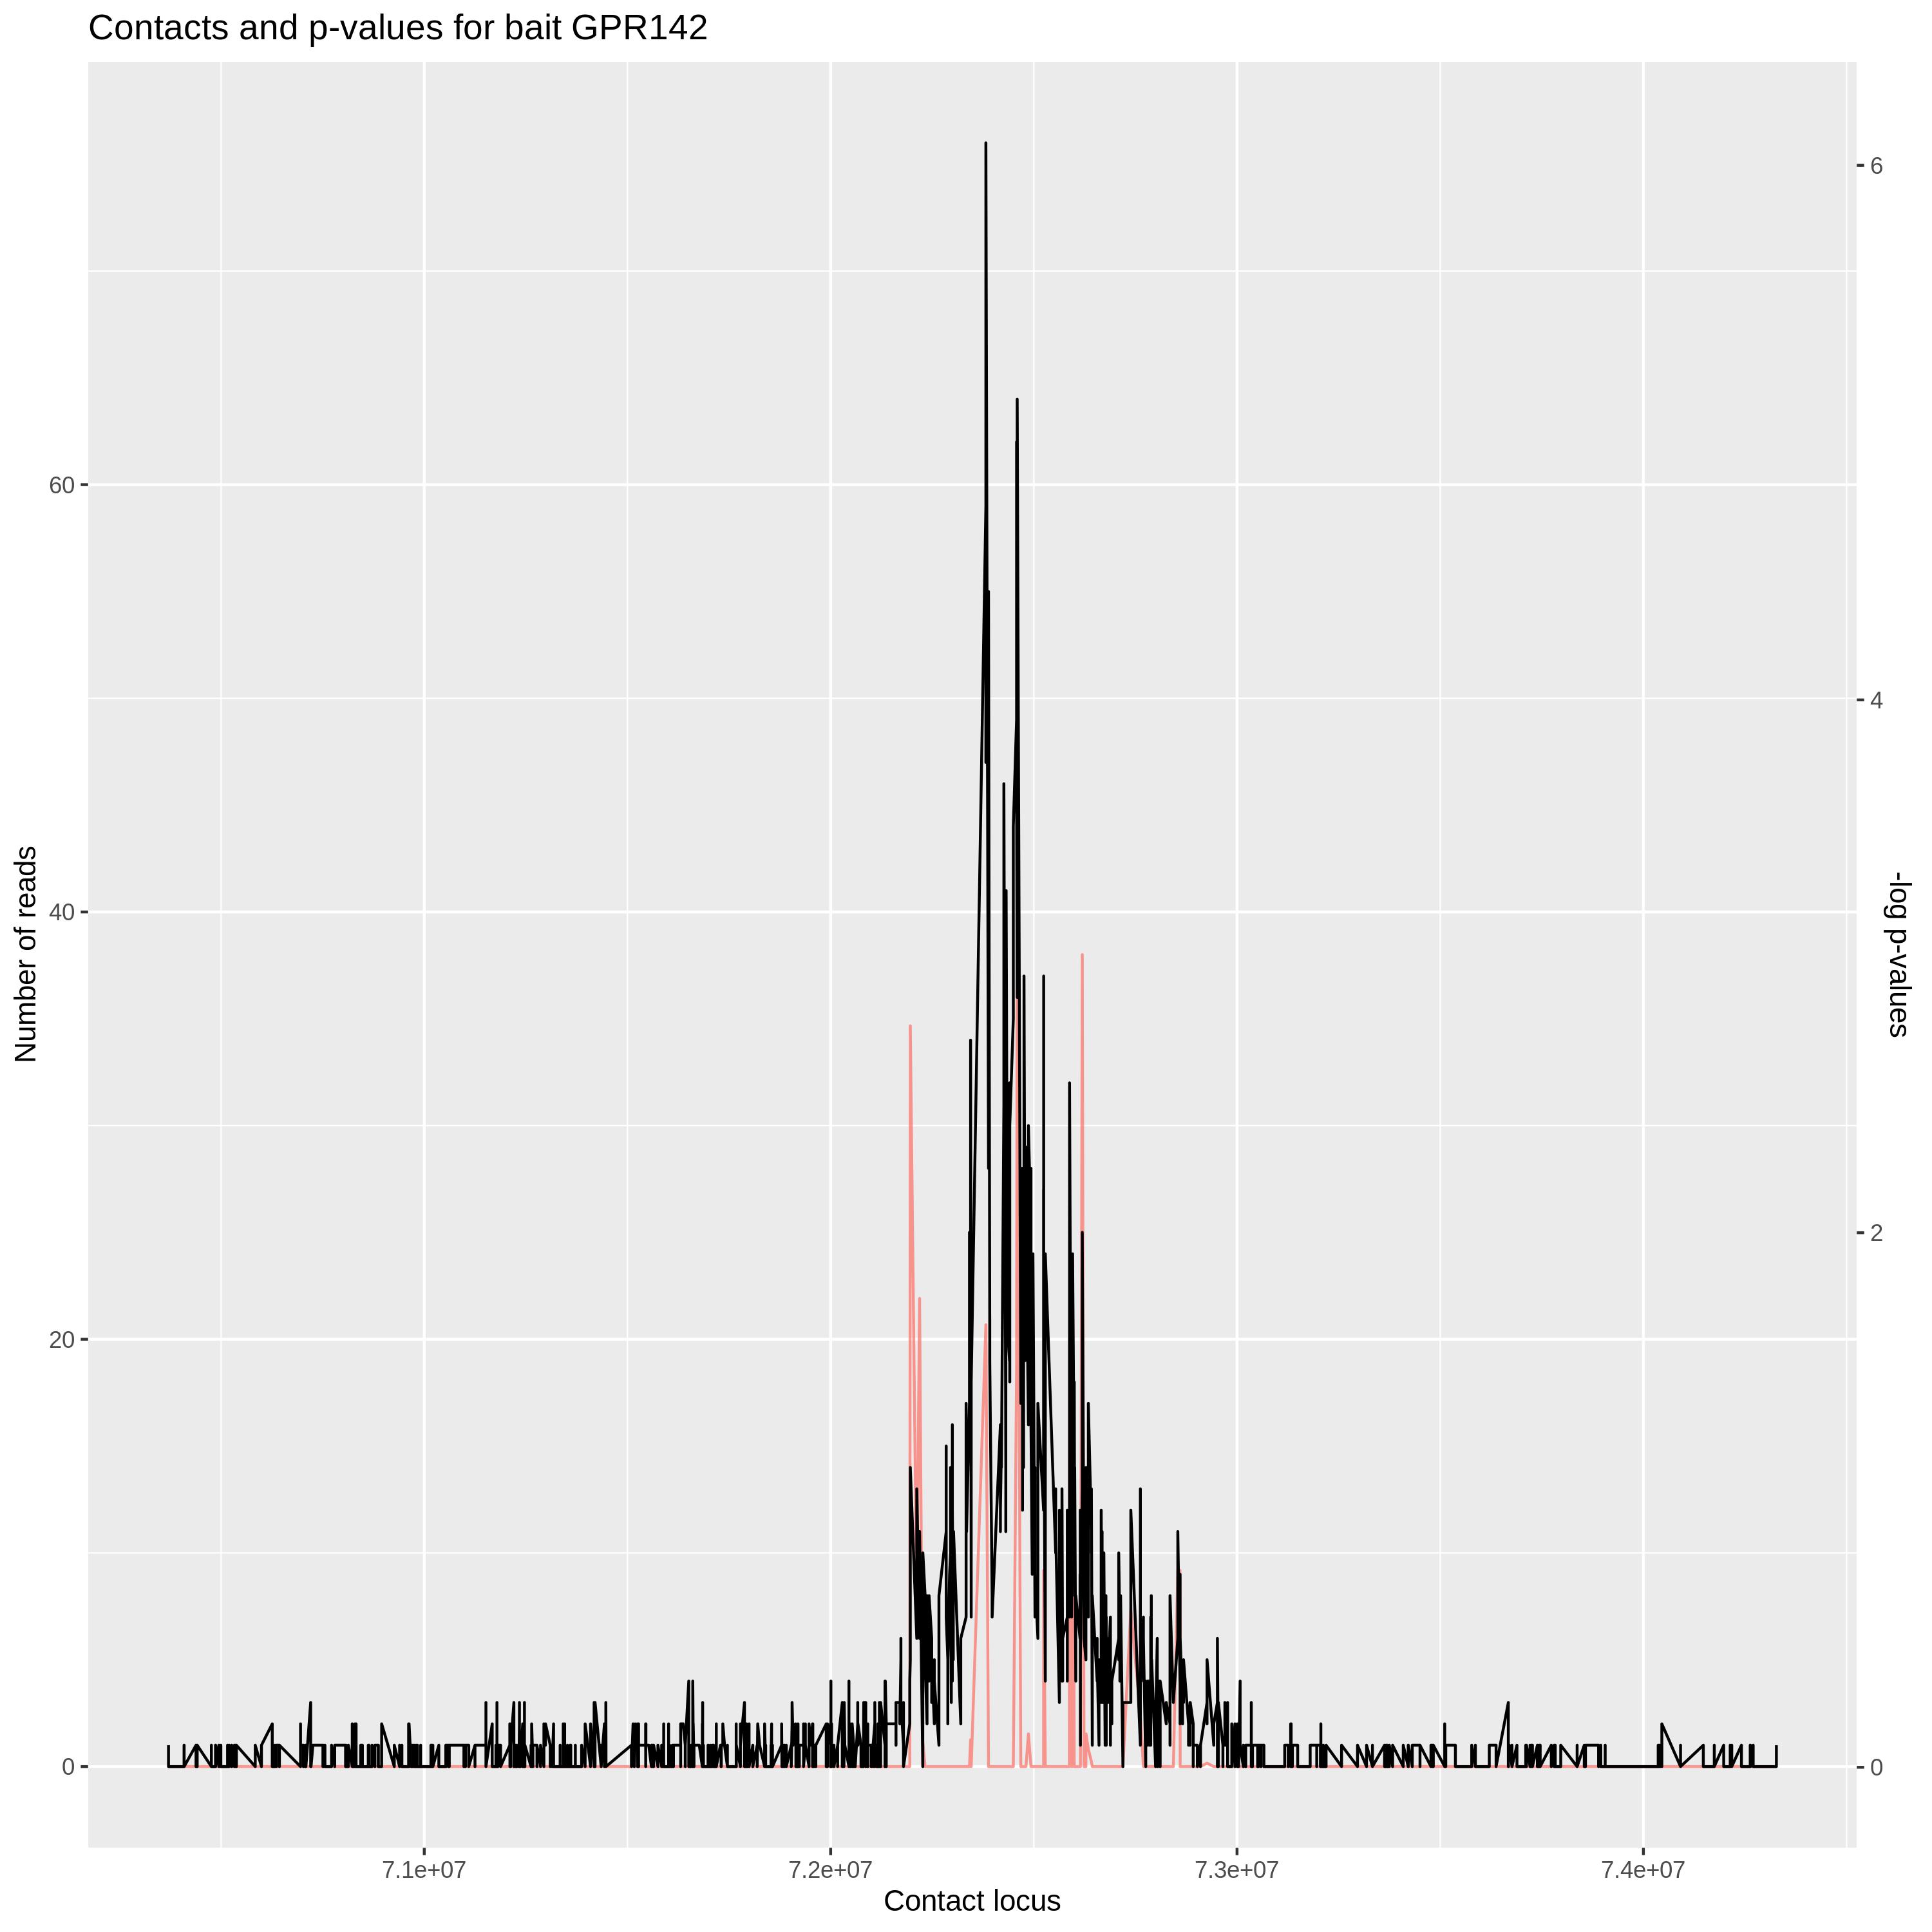 Contacts and p-values for bait GPR142
Number of reads
60
40
20
0
6
4
2
0
-log p-values
7.1e+07
7.2e+07
7.3e+07
7.4e+07
Contact locus